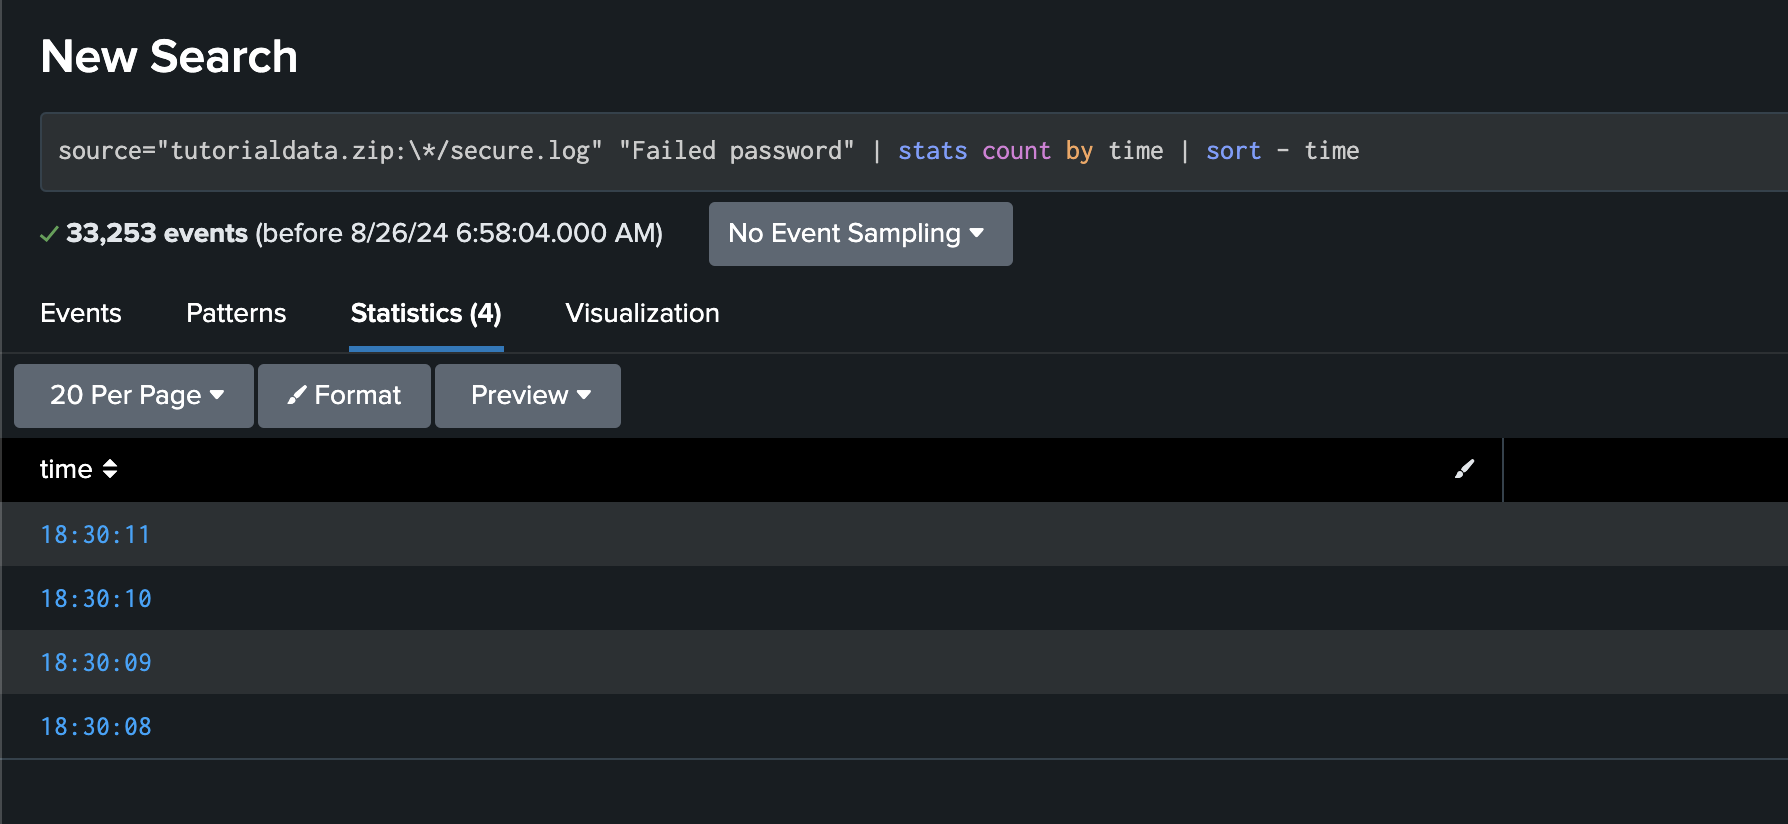 New Search
source="tutorialdata.zip:\*/secure.log" "Failed password" | stats count by time | sort - time
33,253 events (before 8/26/24 6:58:04.000 AM) No Event Sampling
Events Patterns Statistics (4) Visualization
20 Per Page Format Preview
time
18:30:11
18:30:10
18:30:09
18:30:08